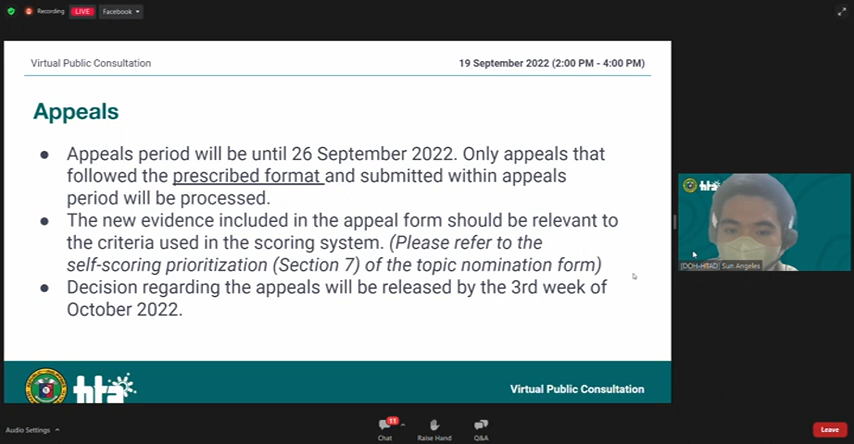 Recording
LIVE
Facebook
Virtual Public Consultation
19 September 2022 (2:00 PM - 4:00 PM)
Appeals
● Appeals period will be until 26 September 2022. Only appeals that
followed the prescribed format and submitted within appeals
period will be processed.
● The new evidence included in the appeal form should be relevant to
the criteria used in the scoring system. (Please refer to the
self-scoring prioritization (Section 7) of the topic nomination form)
● Decision regarding the appeals will be released by the 3rd week of
October 2022.
hta
Virtual Public Consultation
hta
[DOH-HTAD] Sun Angeles
Audio Settings
11
Chat
Raise Hand
Q&A
Leave